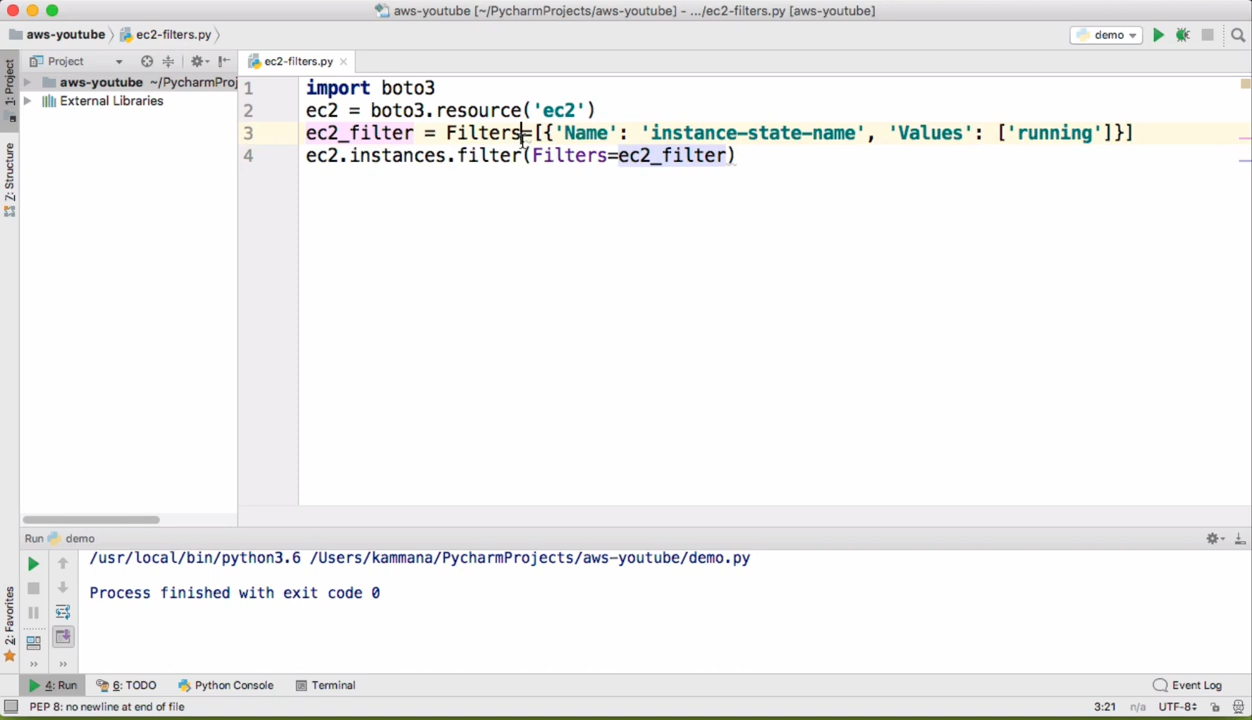 aws-youtube [~/PycharmProjects/aws-youtube] - .../ec2-filters.py [aws-youtube]
aws-youtube ec2-filters.py demo
1: Project
Project
ec2-filters.py
aws-youtube ~/PycharmProj
External Libraries
1 import boto3
2 ec2 = boto3.resource('ec2')
3 ec2_filter = Filters=[{'Name': 'instance-state-name', 'Values': ['running']}]
4 ec2.instances.filter(Filters=ec2_filter)
Z: Structure
Run demo
/usr/local/bin/python3.6 /Users/kammana/PycharmProjects/aws-youtube/demo.py
Process finished with exit code 0
2: Favorites
>> >>
4: Run 6: TODO Python Console Terminal Event Log
PEP 8: no newline at end of file 3:21 n/a UTF-8